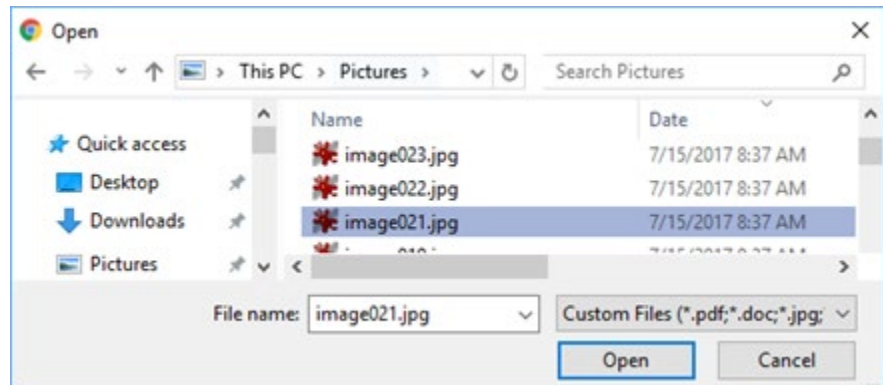 Open
This PC > Pictures >
Search Pictures
Name Date
Quick access
Desktop
Downloads
Pictures
image023.jpg 7/15/2017 8:37 AM
image022.jpg 7/15/2017 8:37 AM
image021.jpg 7/15/2017 8:37 AM
File name: image021.jpg
Custom Files (*.pdf;*.doc;*.jpg;
Open Cancel